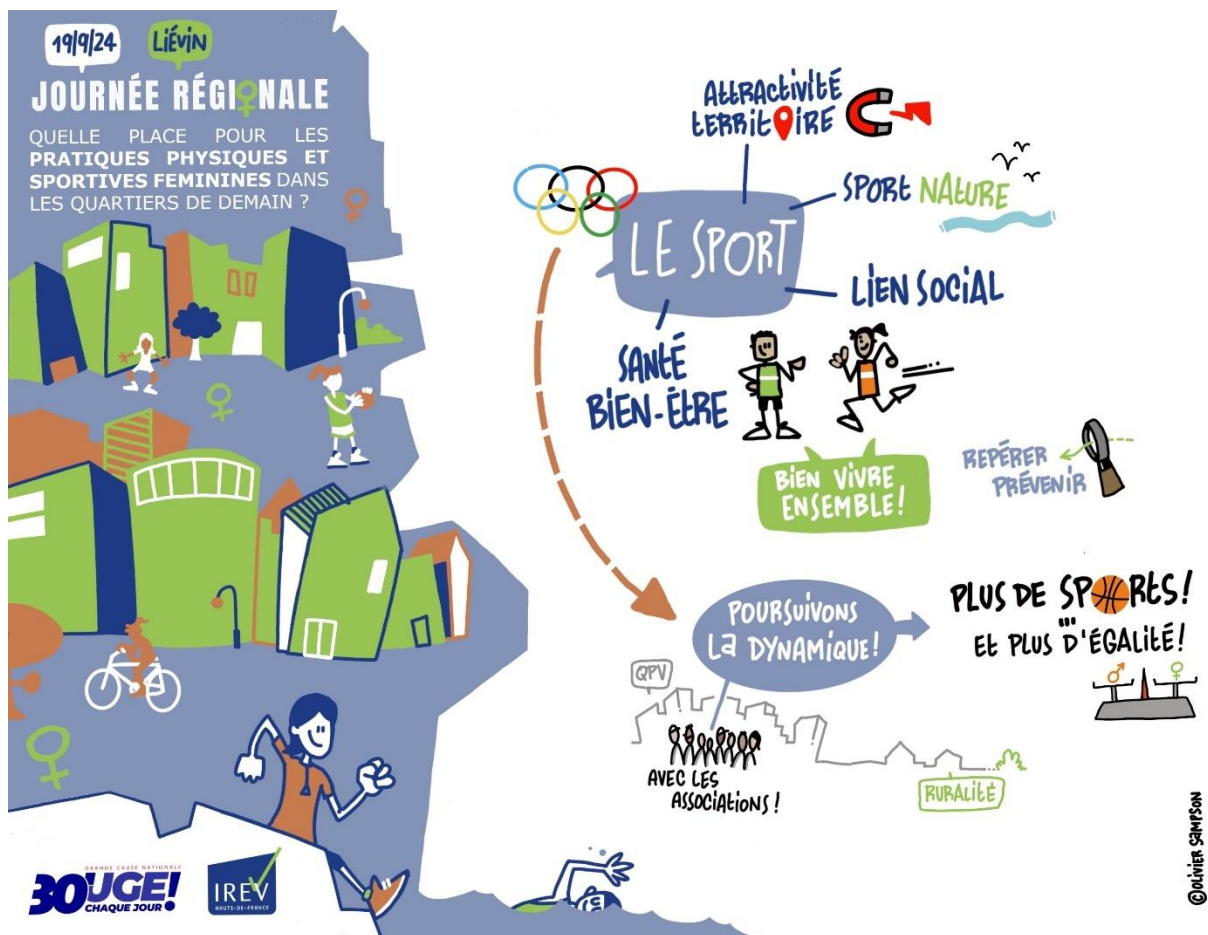 19/9/24
LIÉVIN
JOURNÉE RÉGIONALE
QUELLE PLACE POUR LES
PRATIQUES PHYSIQUES ET
SPORTIVES FEMININES DANS
LES QUARTIERS DE DEMAIN ?
ATTRACTIVITÉ
TERRITOIRE
SPORT NATURE
LE SPORT
LIEN SOCIAL
SANTÉ
BIEN-ÊTRE
BIEN VIVRE
ENSEMBLE !
REPÉRER
PRÉVENIR
POURSUIVONS
LA DYNAMIQUE !
PLUS DE SPORTS !
...
ET PLUS D'ÉGALITÉ !
QPV
AVEC LES
ASSOCIATIONS !
RURALITÉ
GRANDE CAUSE NATIONALE
BOUGE!
30
CHAQUE JOUR
IREV
HAUTS-DE-FRANCE
©OLIVIER SAMPSON